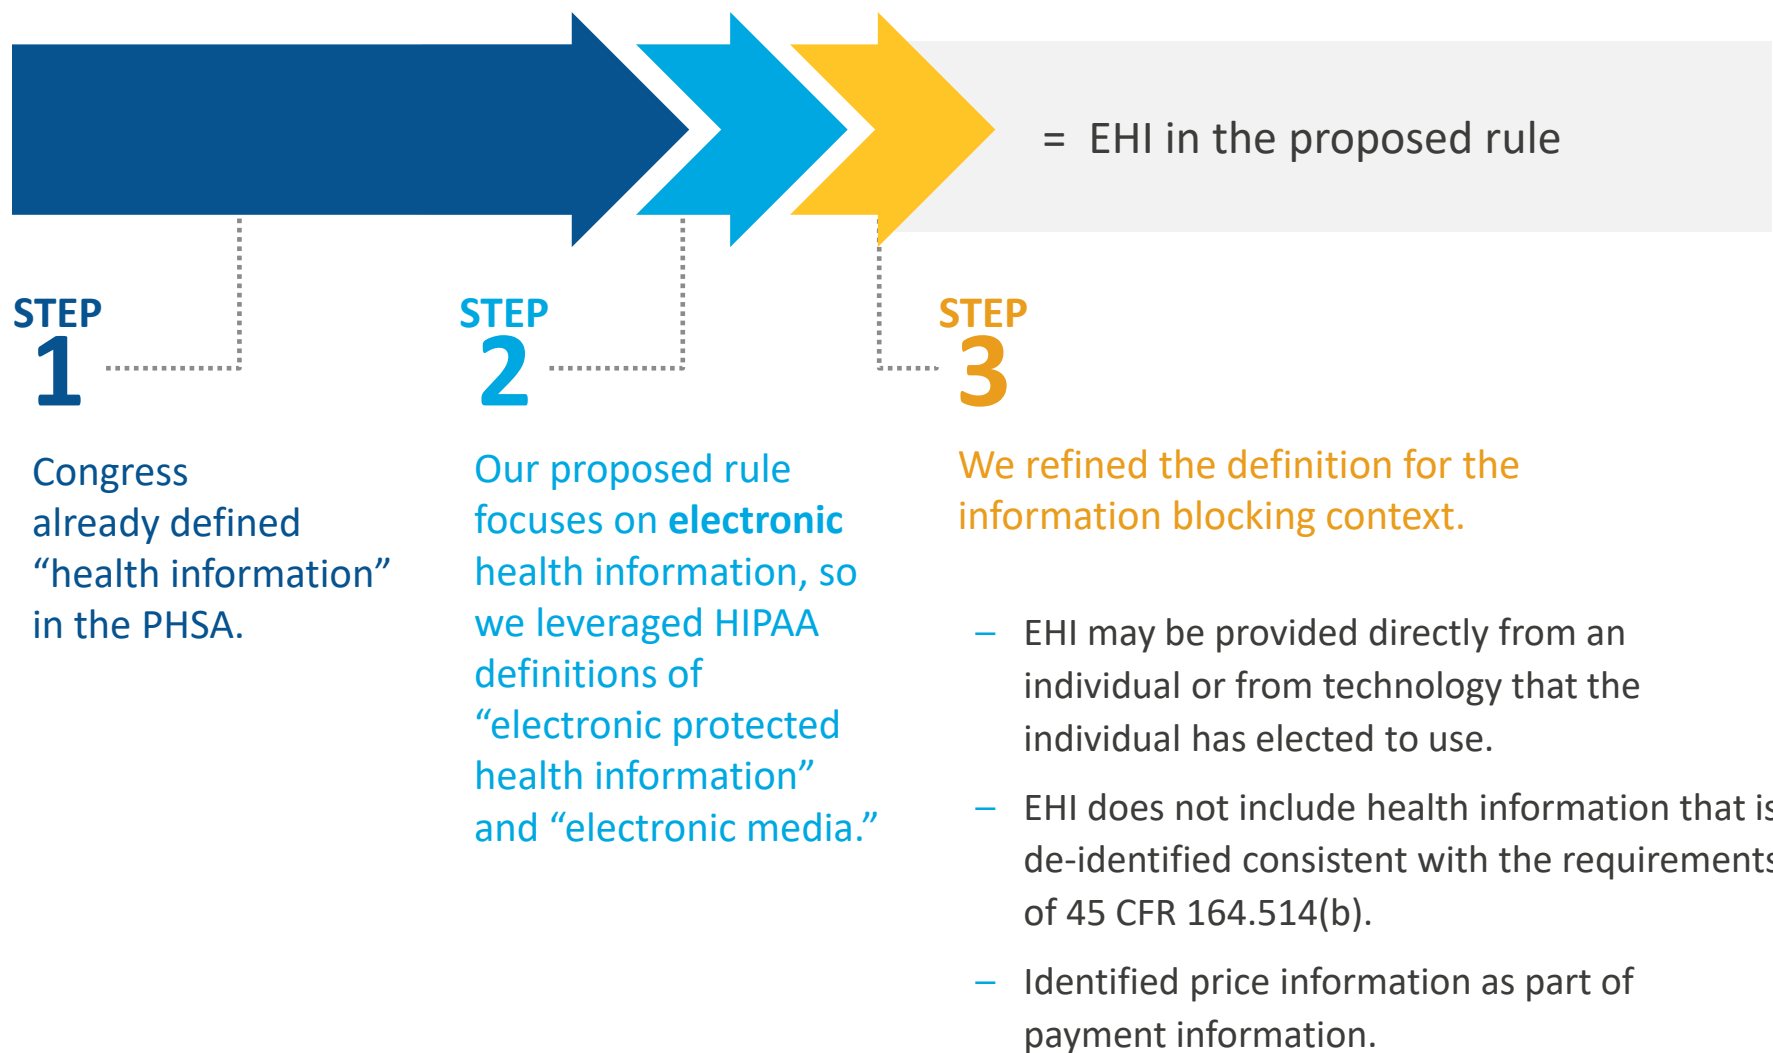 = EHI in the proposed rule
STEP
1
Congress
already defined
“health information”
in the PHSA.
STEP
2
Our proposed rule
focuses on electronic
health information, so
we leveraged HIPAA
definitions of
“electronic protected
health information”
and “electronic media.”
STEP
3
We refined the definition for the
information blocking context.
– EHI may be provided directly from an
individual or from technology that the
individual has elected to use.
– EHI does not include health information that is
de-identified consistent with the requirements
of 45 CFR 164.514(b).
– Identified price information as part of
payment information.